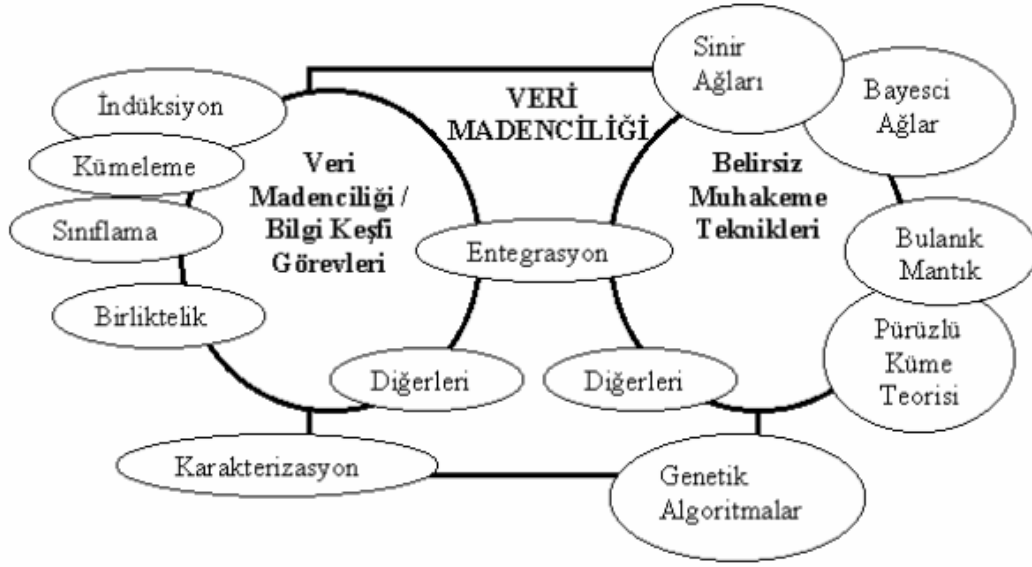 Sinir
Ağları
VERİ
MADENCİLİĞİ
Bayesci
Ağlar
İndüksiyon
Kümeleme
Sınıflama
Birliktelik
Veri
Madenciliği /
Bilgi Keşfi
Görevleri
Entegrasyon
Belirsiz
Muhakeme
Teknikleri
Bulanık
Mantık
Pürüzlü
Küme
Teorisi
Diğerleri
Diğerleri
Karakterizasyon
Genetik
Algoritmalar